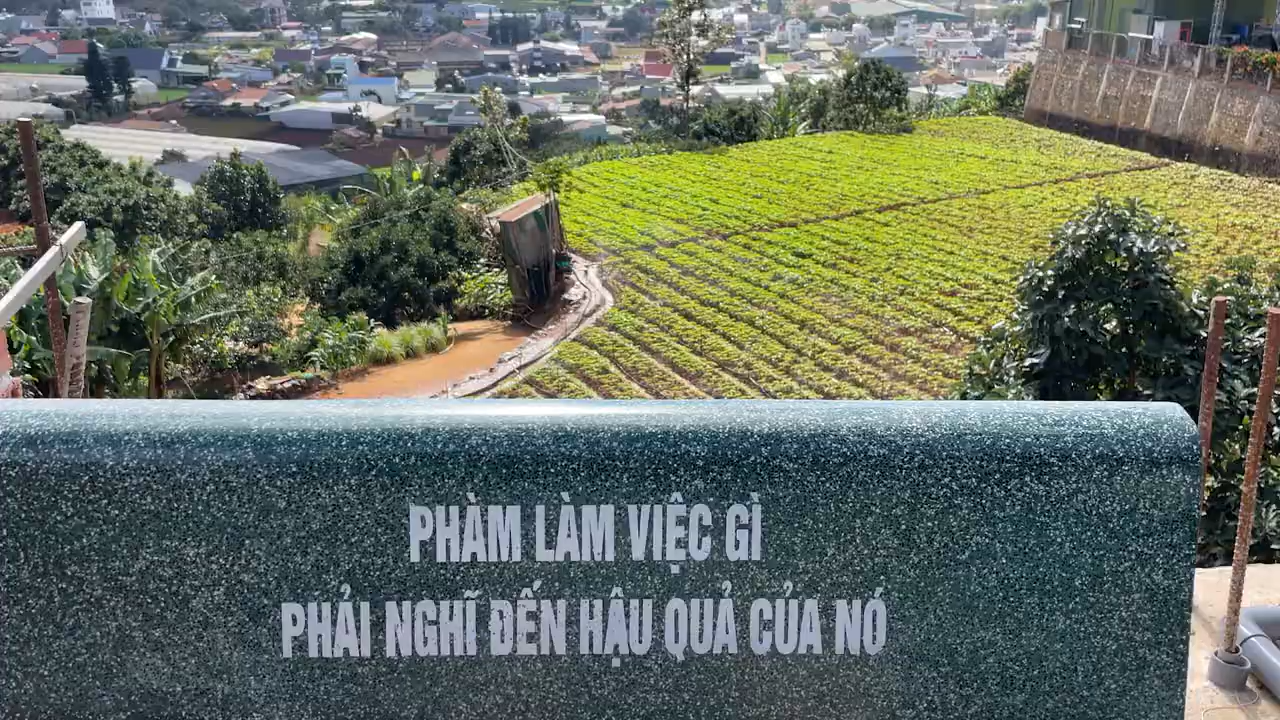 PHÀM LÀM VIỆC GÌ
PHẢI NGHĨ ĐẾN HẬU QUẢ CỦA NÓ